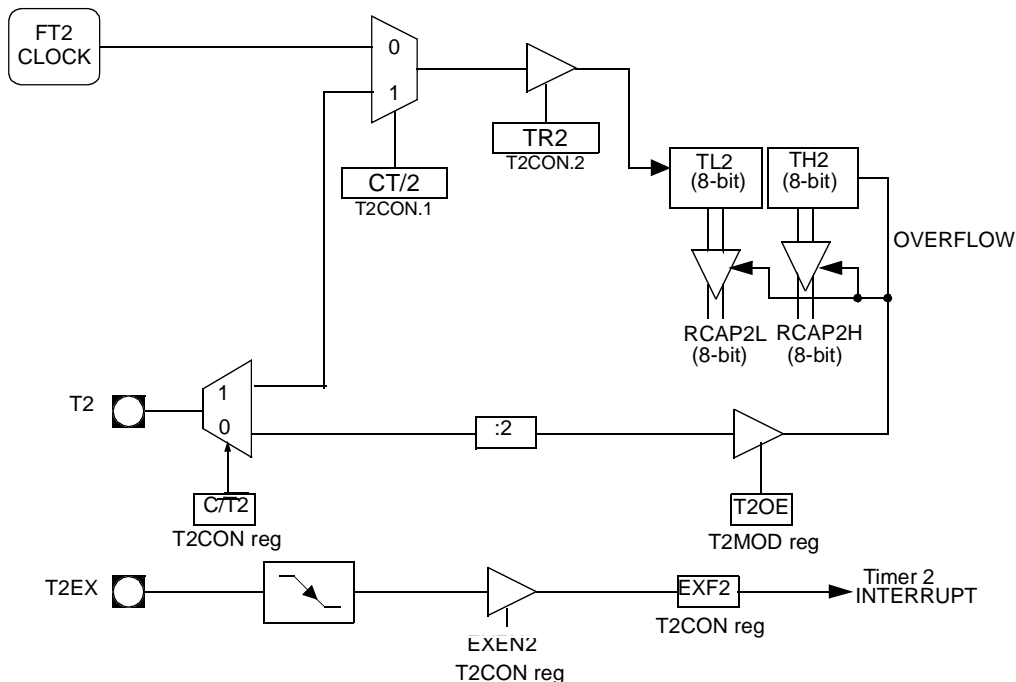 FT2
CLOCK
0
1
TR2
T2CON.2
CT/2
T2CON.1
TL2
(8-bit)
TH2
(8-bit)
OVERFLOW
RCAP2L
(8-bit)
RCAP2H
(8-bit)
T2
1
0
:2
C/T2
T2CON reg
T2OE
T2MOD reg
T2EX
EXF2
T2CON reg
Timer 2
INTERRUPT
EXEN2
T2CON reg